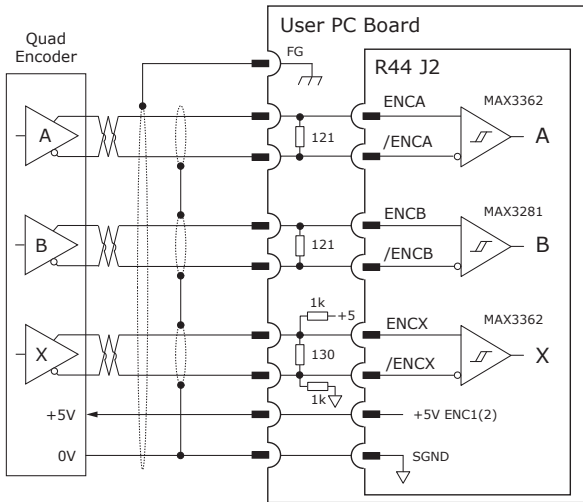 User PC Board
Quad
Encoder
FG
R44 J2
ENCA
MAX3362
A
121
A
/ENCA
ENCB
MAX3281
B
121
B
/ENCB
1k
+5
ENCX
MAX3362
X
130
X
/ENCX
1k
+5V
+5V ENC1(2)
0V
SGND